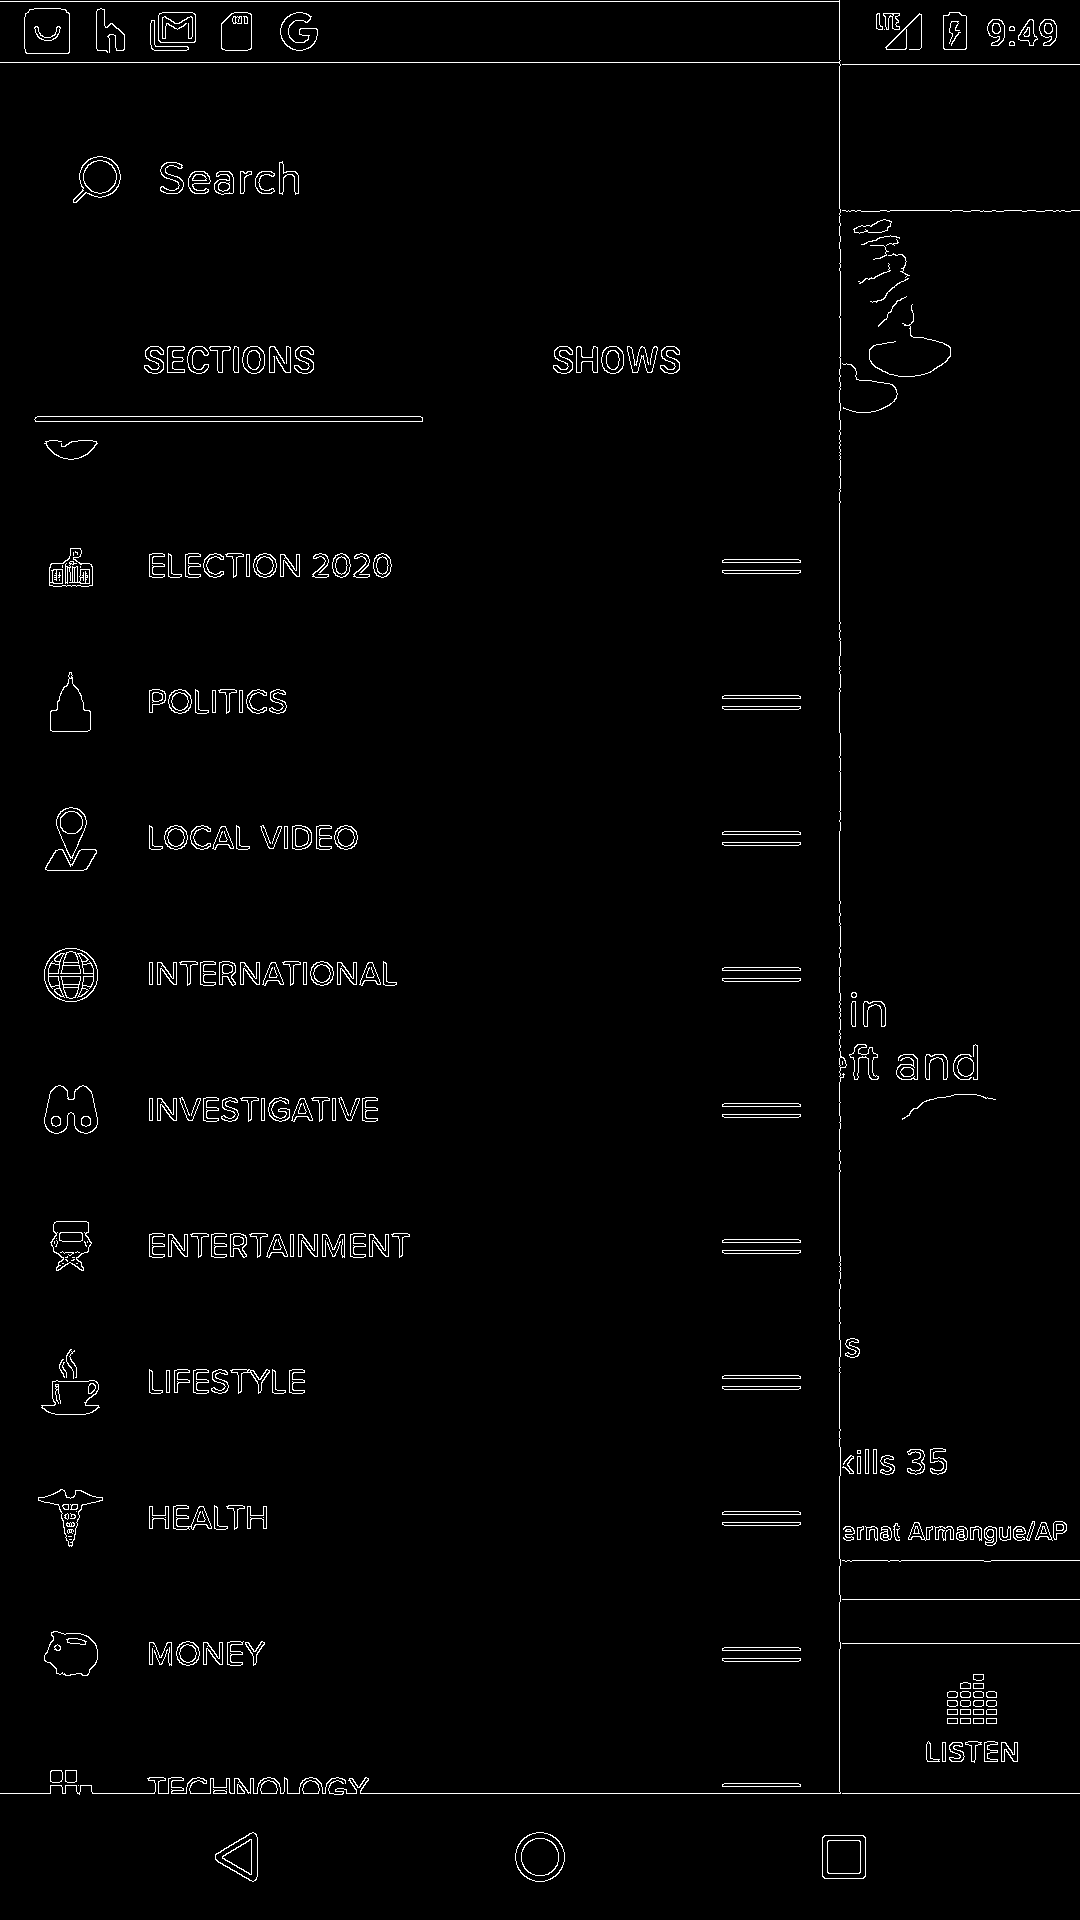 LTE 9:49
Search
SECTIONS SHOWS
ELECTION 2020
POLITICS
LOCAL VIDEO
INTERNATIONAL
in
eft and
INVESTIGATIVE
ENTERTAINMENT
s
LIFESTYLE
kills 35
HEALTH
ernat Armangue/AP
MONEY
LISTEN
TECHNOLOGY